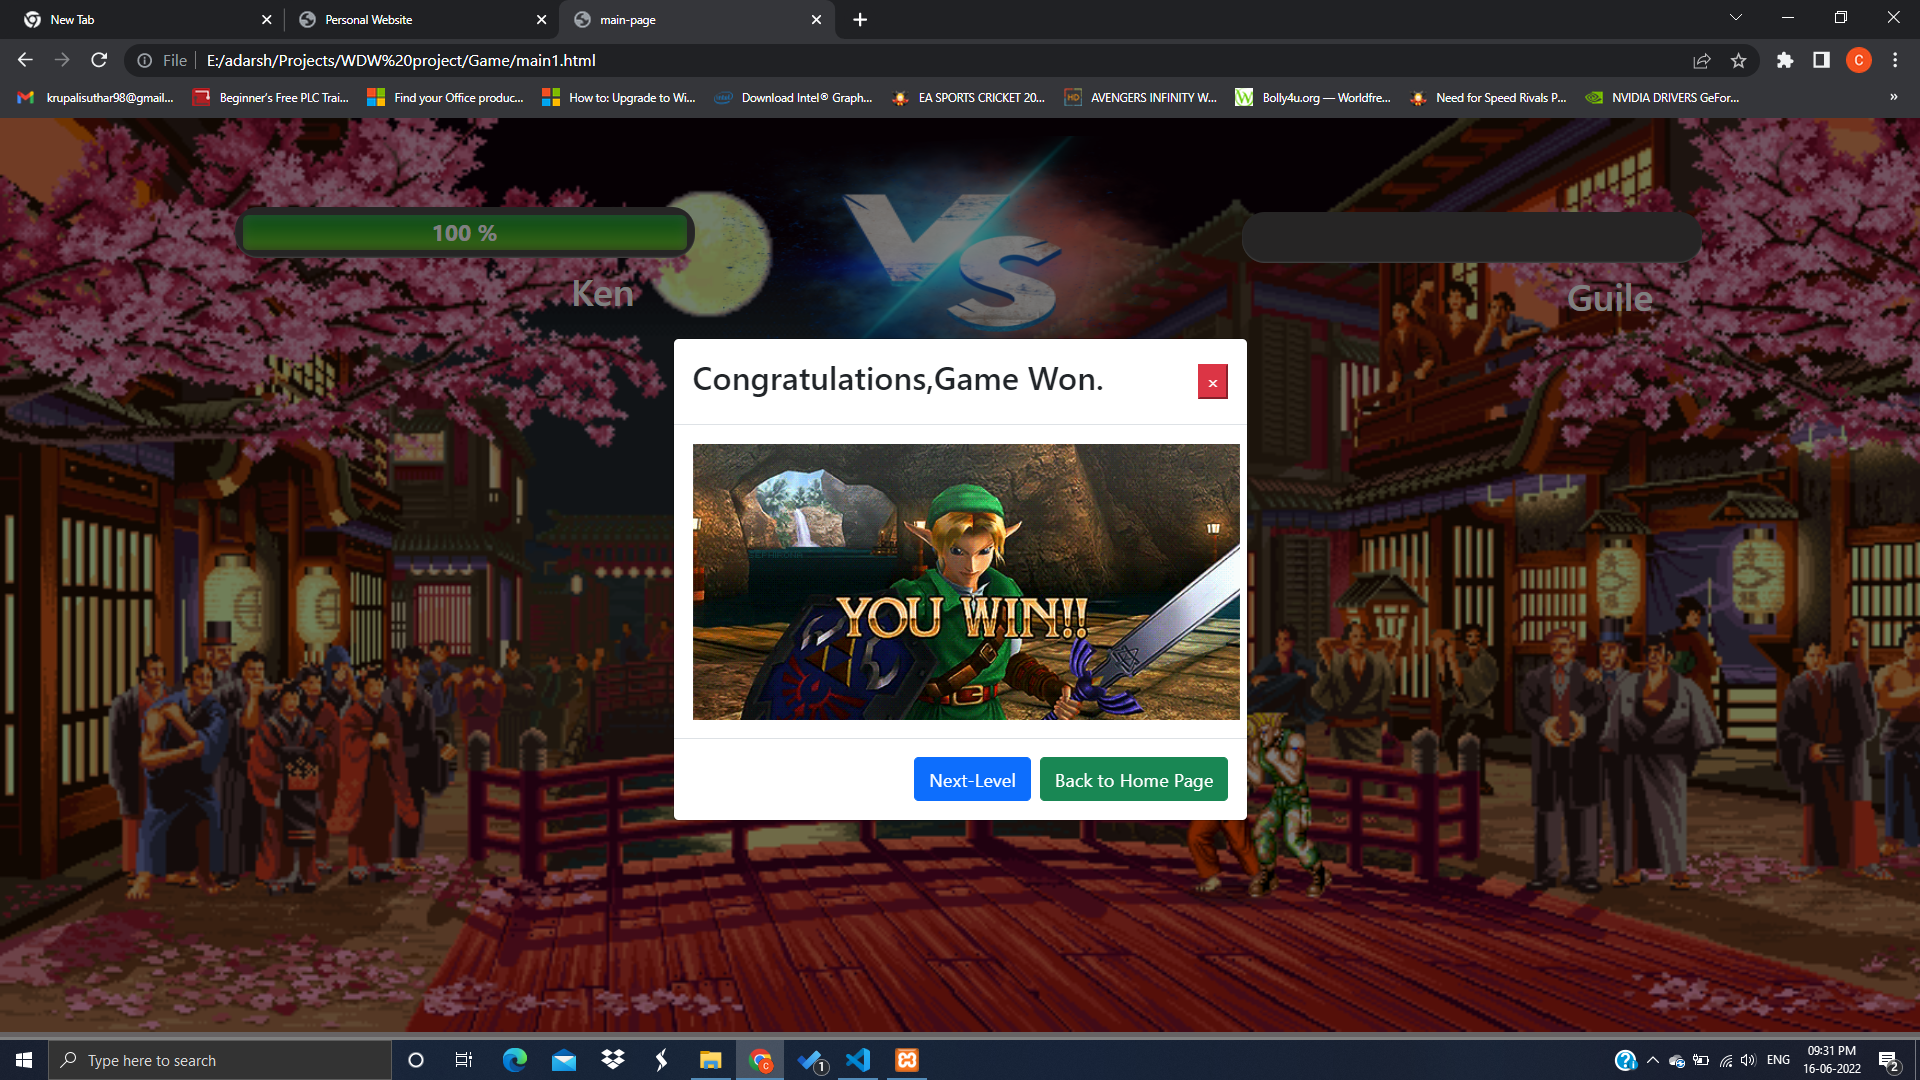 New Tab
Personal Website
main-page
File
E:/adarsh/Projects/WDW%20project/Game/main1.html
C
krupalisuthar98@gmail...
Beginner's Free PLC Trai...
Find your Office produc...
How to: Upgrade to Wi...
Download Intel® Graph...
EA SPORTS CRICKET 20...
AVENGERS INFINITY W...
Bolly4u.org — Worldfre...
Need for Speed Rivals P...
NVIDIA DRIVERS GeFor...
»
VS
100 %
Ken
Guile
Congratulations,Game Won.
×
YOU WIN!!
Next-Level
Back to Home Page
Type here to search
1
ENG
09:31 PM
16-06-2022
2